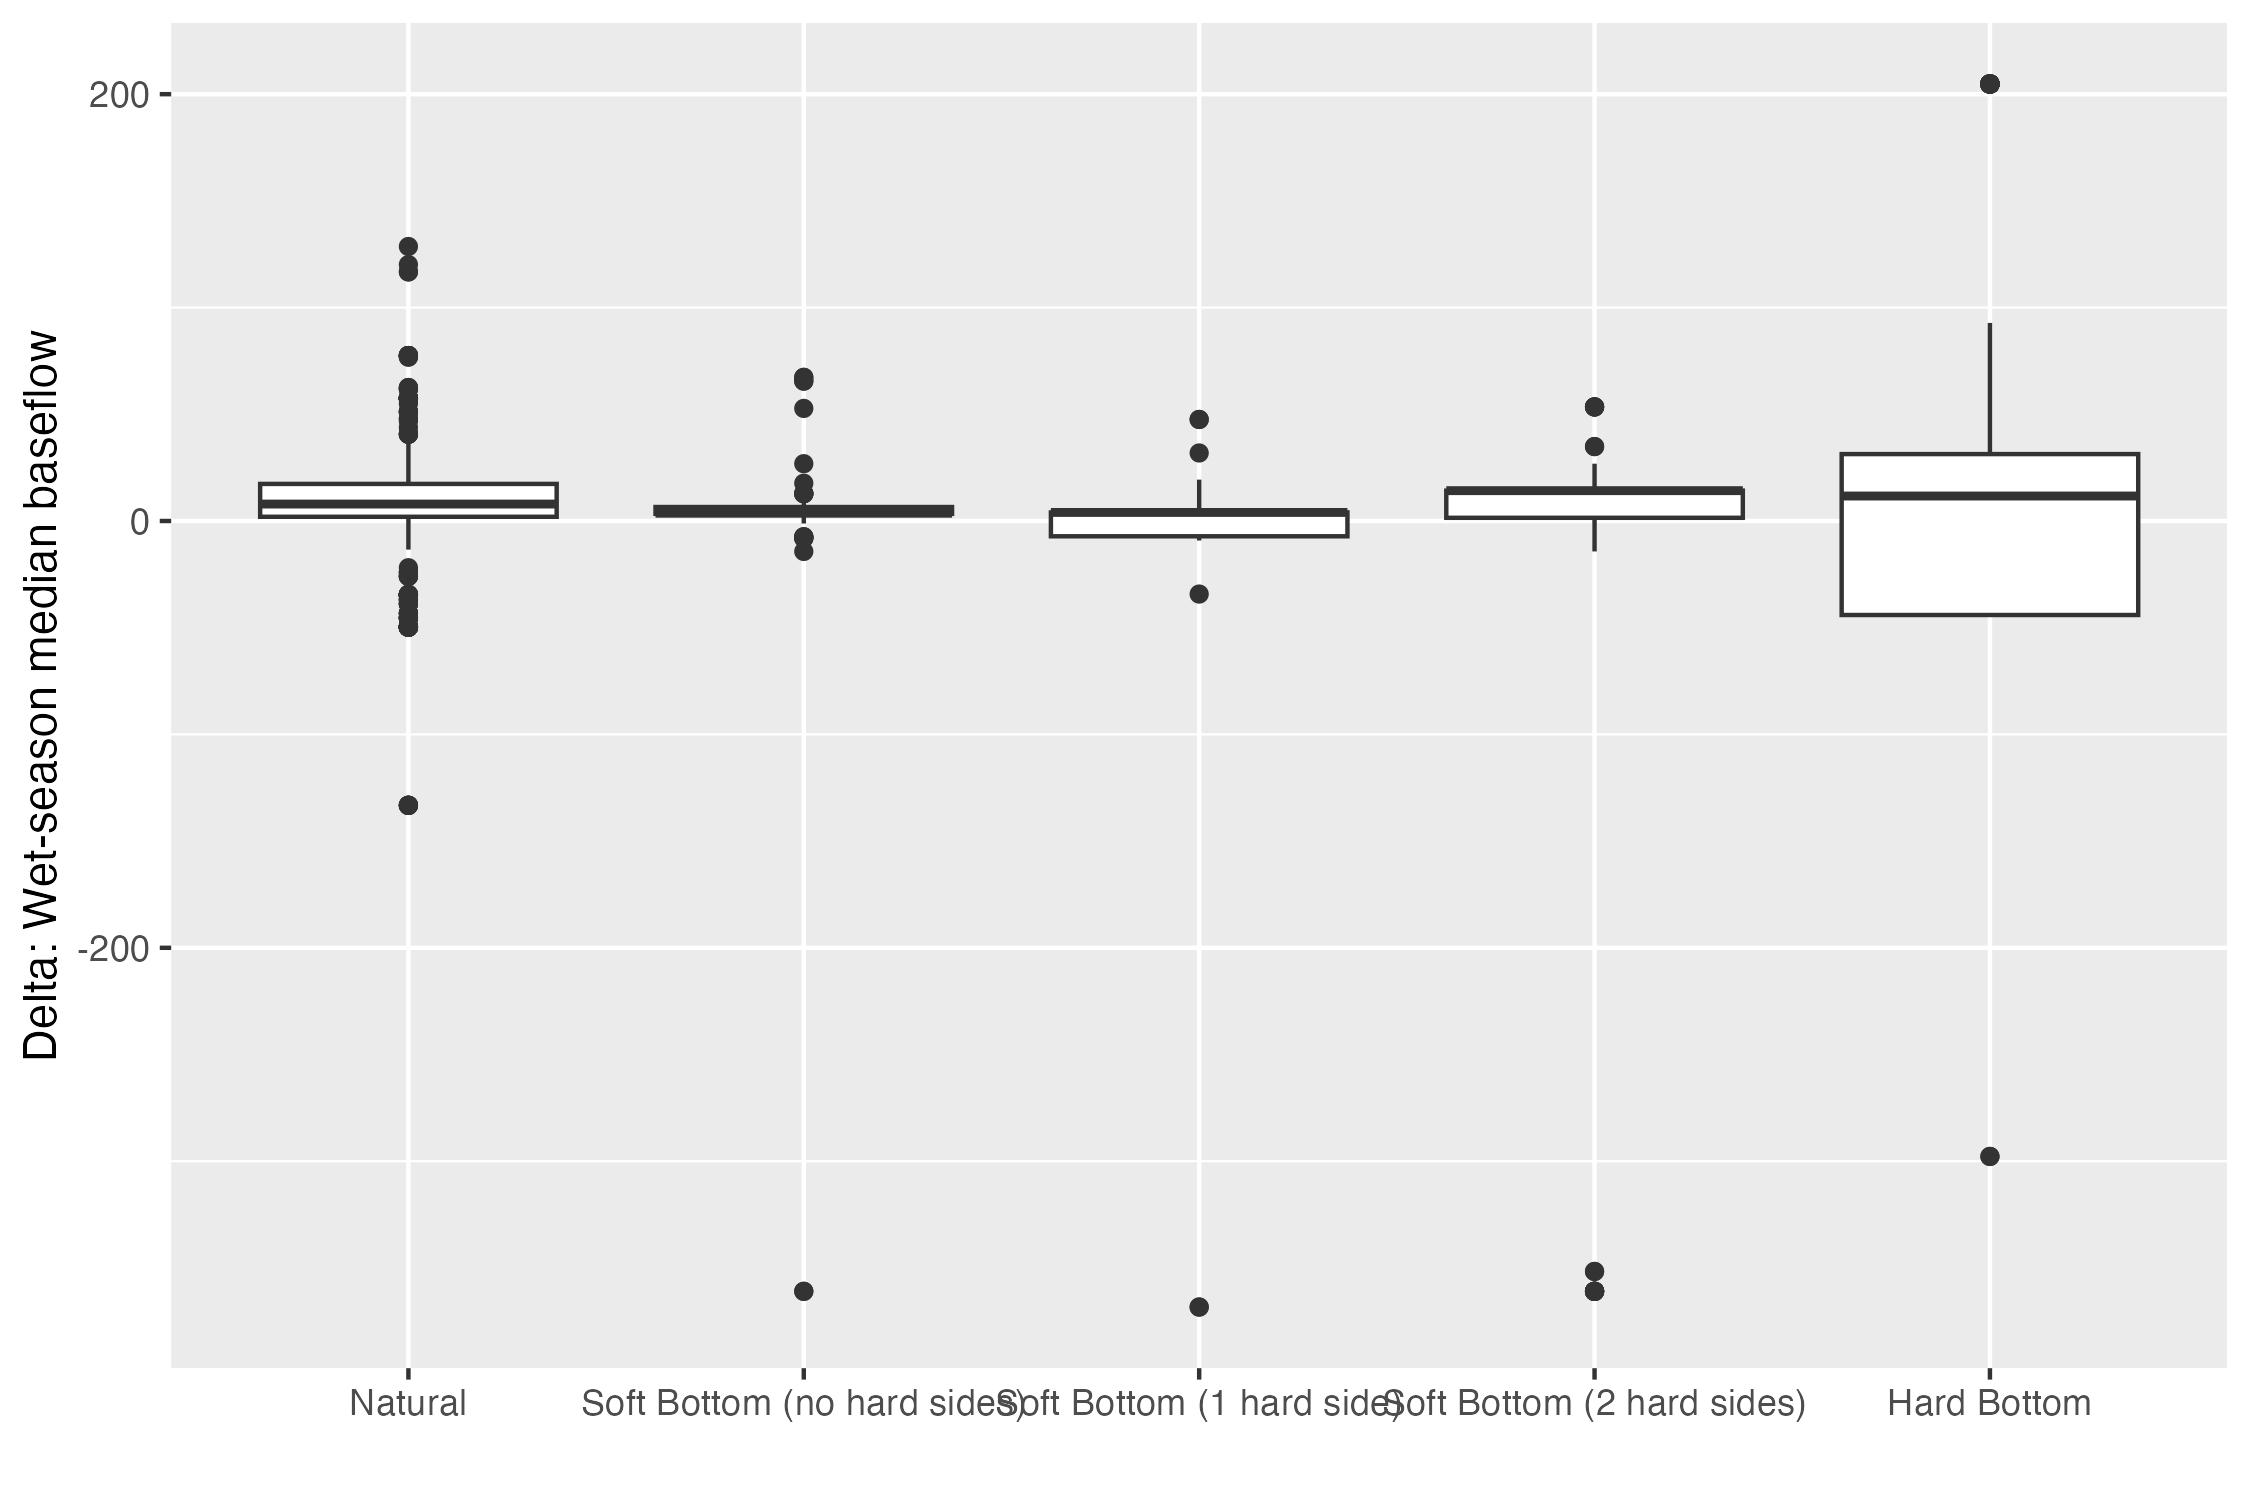 Delta: Wet-season median baseflow
200
0
-200
Natural
Soft Bottom (no hard sides)
Soft Bottom (1 hard side)
Soft Bottom (2 hard sides)
Hard Bottom